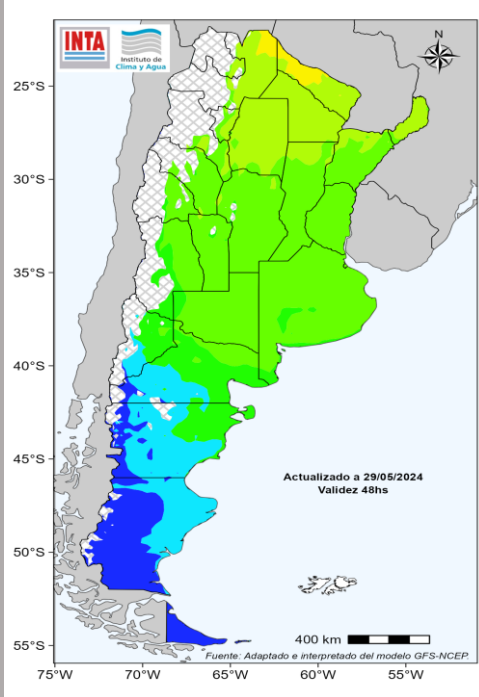 INTA
Instituto de
Clima y Agua
N
25°S
30°S
35°S
40°S
45°S
50°S
55°S
Actualizado a 29/05/2024
Validez 48hs
400 km
Fuente: Adaptado e interpretado del modelo GFS-NCEP.
75°W
70°W
65°W
60°W
55°W